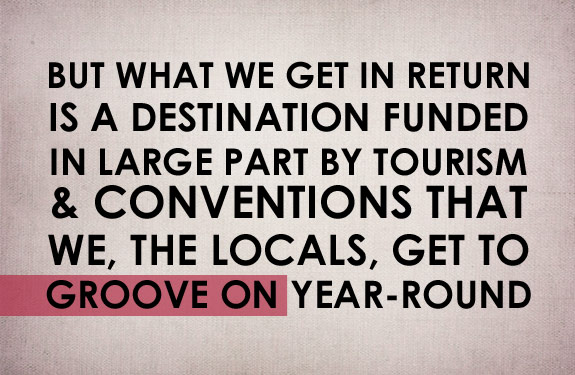 BUT WHAT WE GET IN RETURN
IS A DESTINATION FUNDED
IN LARGE PART BY TOURISM
& CONVENTIONS THAT
WE, THE LOCALS, GET TO
GROOVE ON YEAR-ROUND